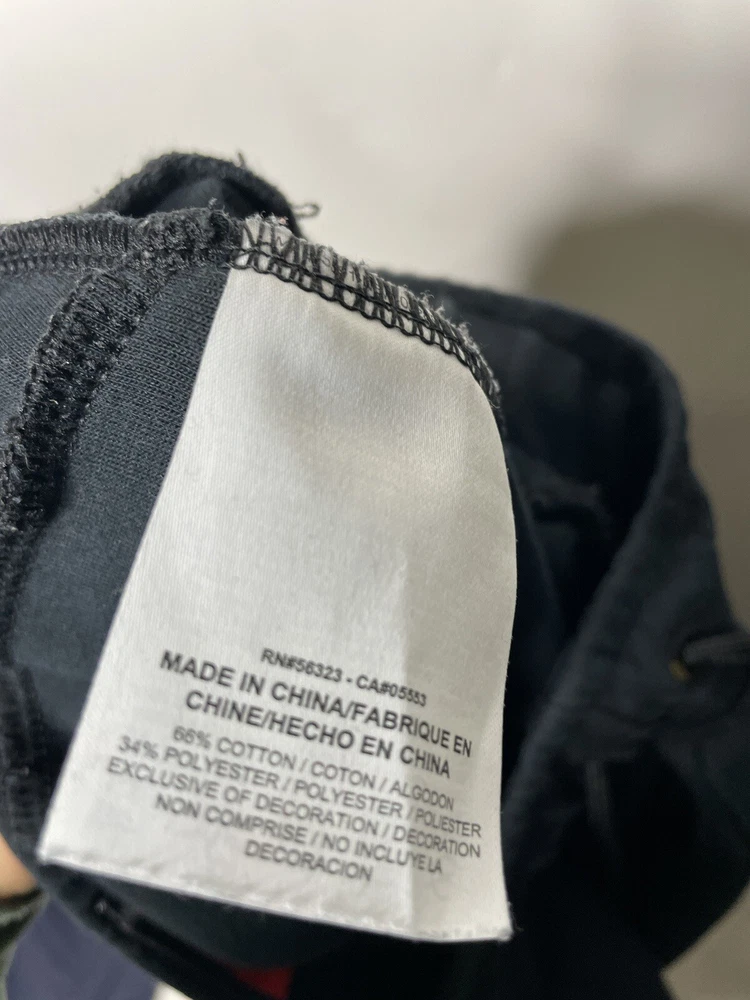 RN#56323 - CA#05553
MADE IN CHINA/FABRIQUE EN
CHINE/HECHO EN CHINA
66% COTTON / COTON / ALGODON
34% POLYESTER / POLYESTER / POLIESTER
EXCLUSIVE OF DECORATION / DECORATION
NON COMPRISE / NO INCLUYE LA
DECORACION